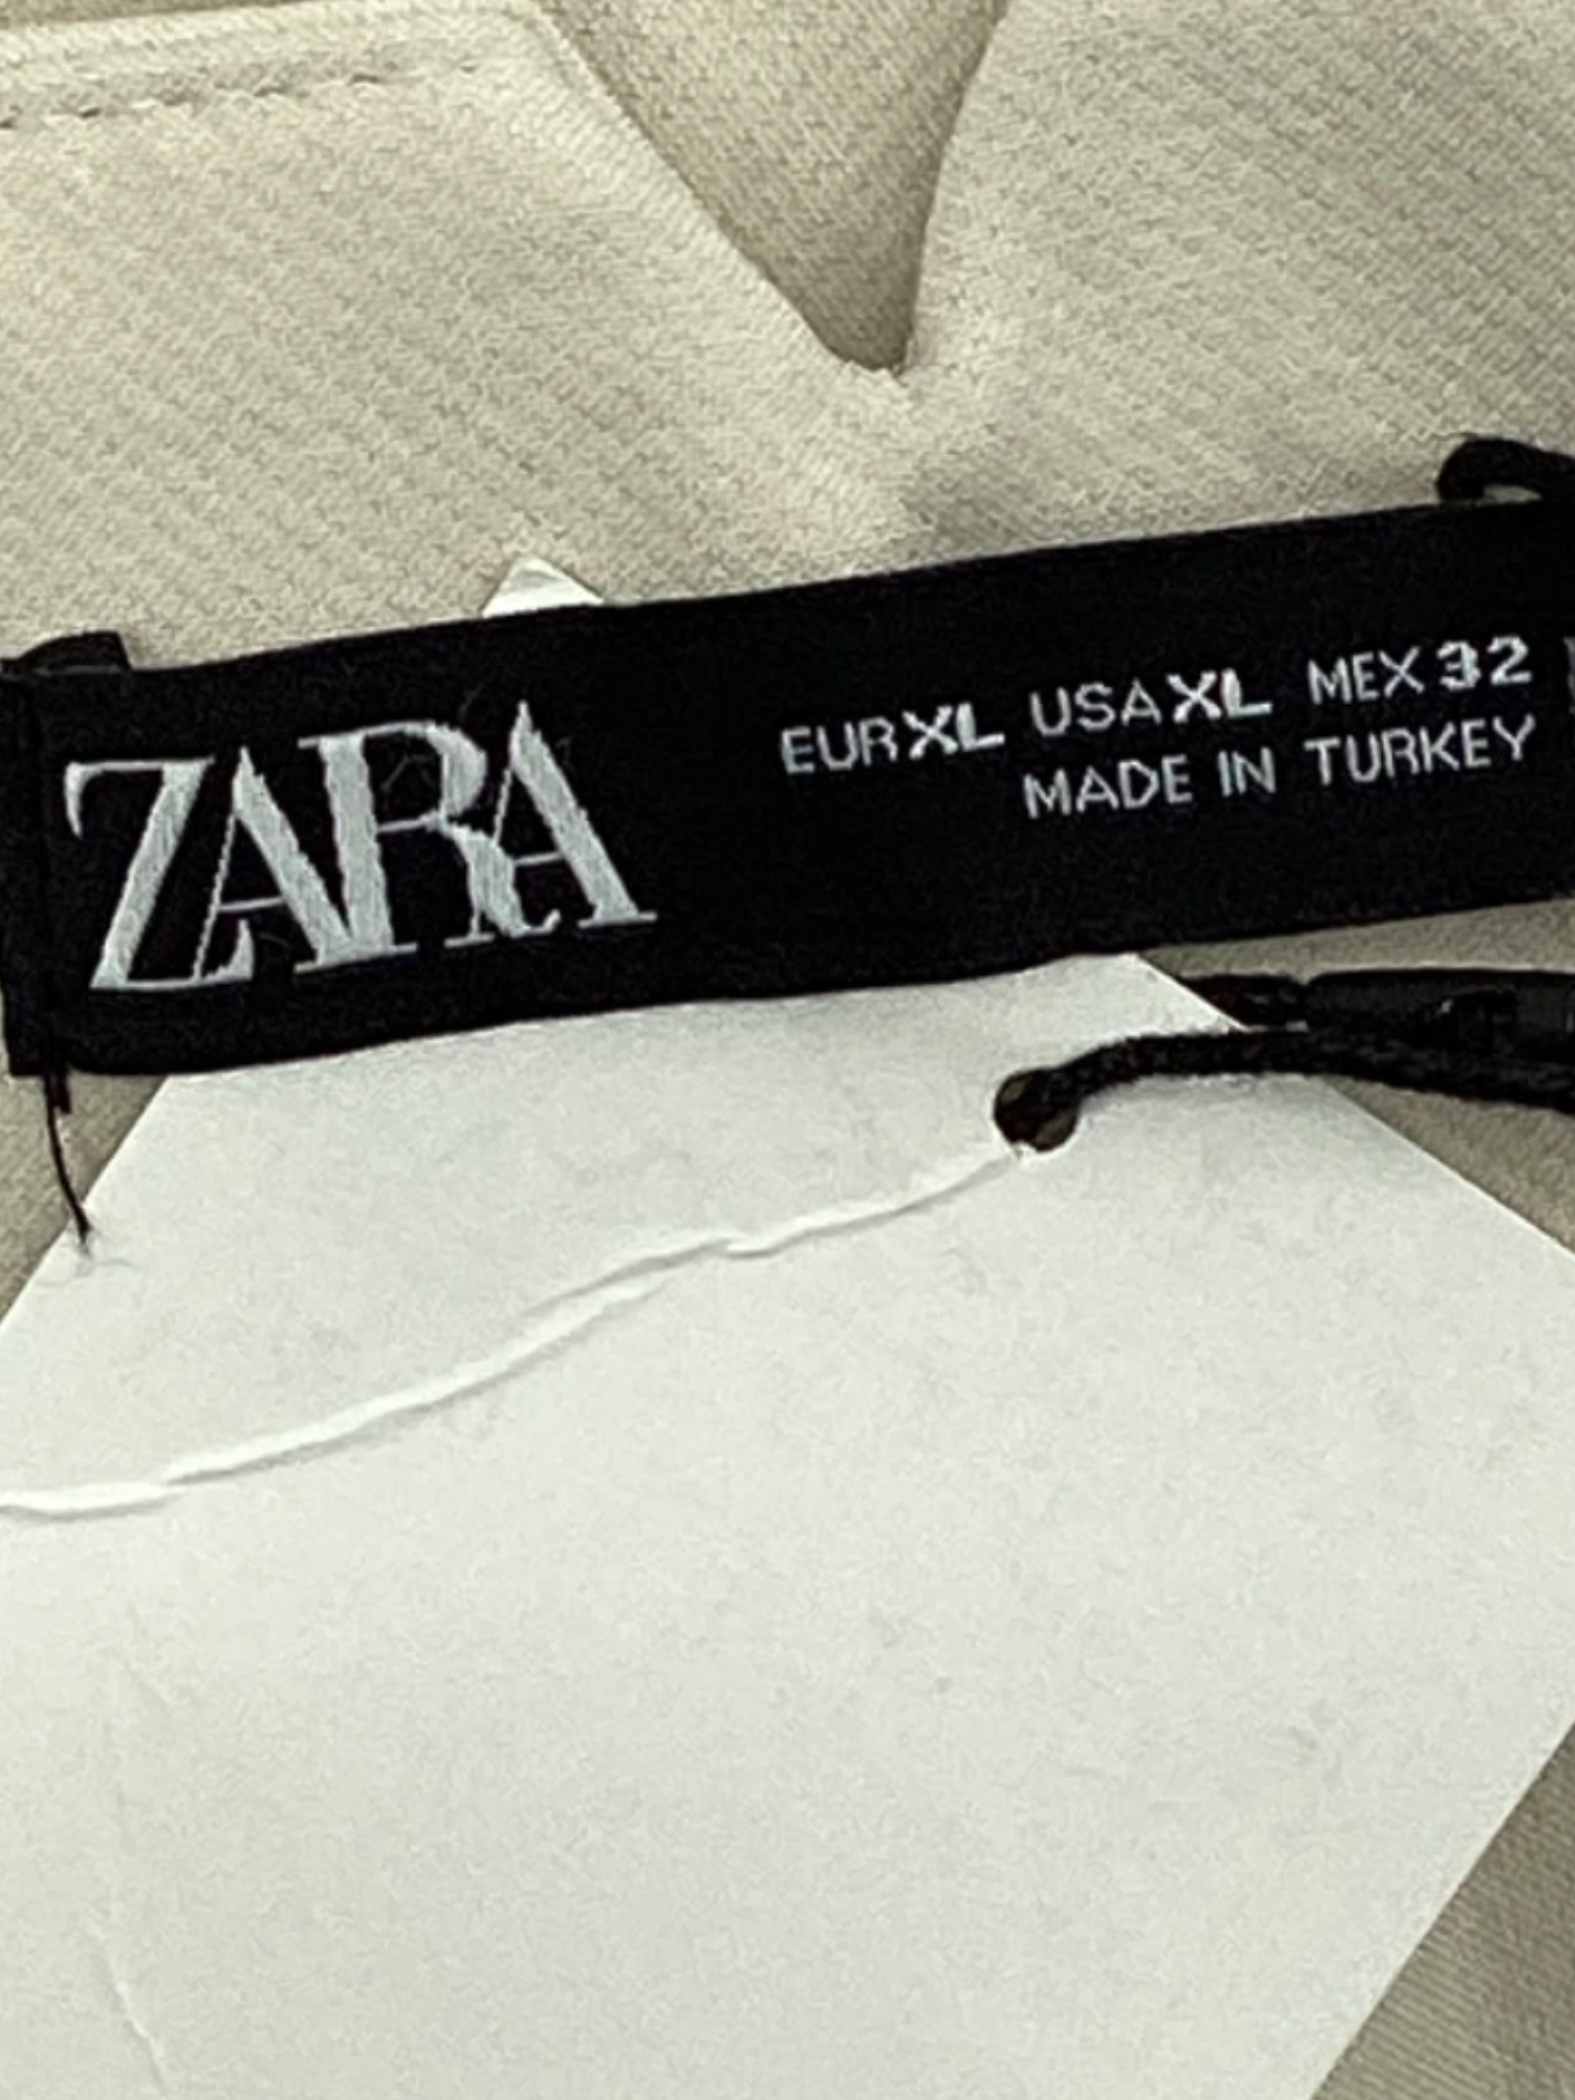 ZARA
EUR XL USA XL MEX 32
MADE IN TURKEY